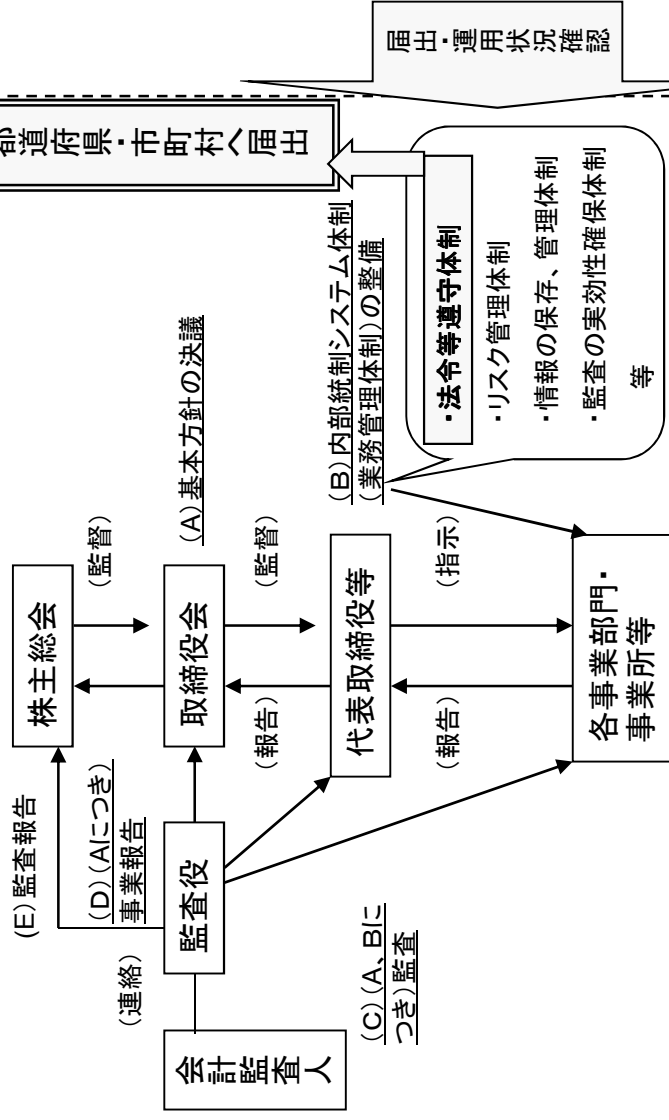 届出・運用状況確認
都道府県・市町村へ届出
(B)内部統制システム体制
(業務管理体制)の整備
・法令等遵守体制
・リスク管理体制
・情報の保存、管理体制
・監査の実効性確保体制
等
(A)基本方針の決議
(監督)
(監督)
(指示)
株主総会
取締役会
代表取締役等
各事業部門・
事業所等
(報告)
(報告)
(E)監査報告
(D)(Aにつき)
事業報告
監査役
(連絡)
(C)(A、Bに
つき)監査
会計監査人